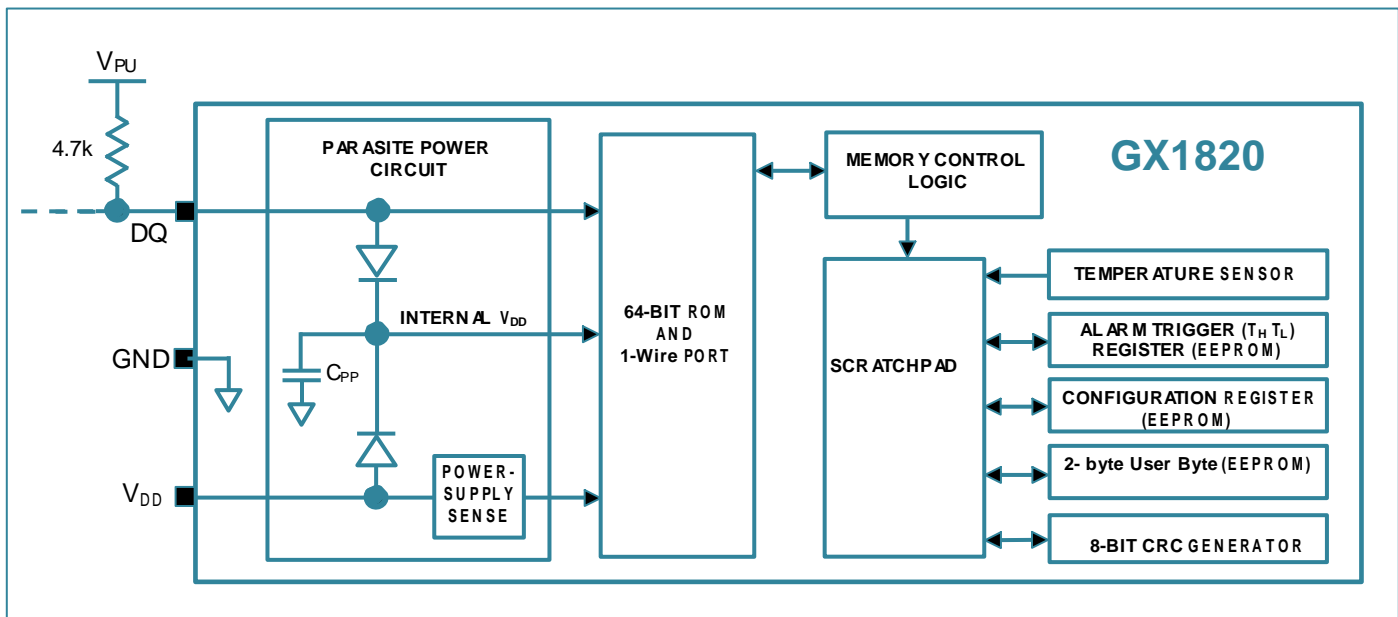 VPU
4.7k
DQ
GND
VDD
PARASITE POWER
CIRCUIT
INTERNAL VDD
CPP
POWER-
SUPPLY
SENSE
64-BIT ROM
AND
1-Wire PORT
MEMORY CONTROL
LOGIC
GX1820
SCRATCHPAD
TEMPERATURE SENSOR
ALARM TRIGGER (TH TL)
REGISTER (EEPROM)
CONFIGURATION REGISTER
(EEPROM)
2- byte User Byte (EEPROM)
8-BIT CRC GENERATOR